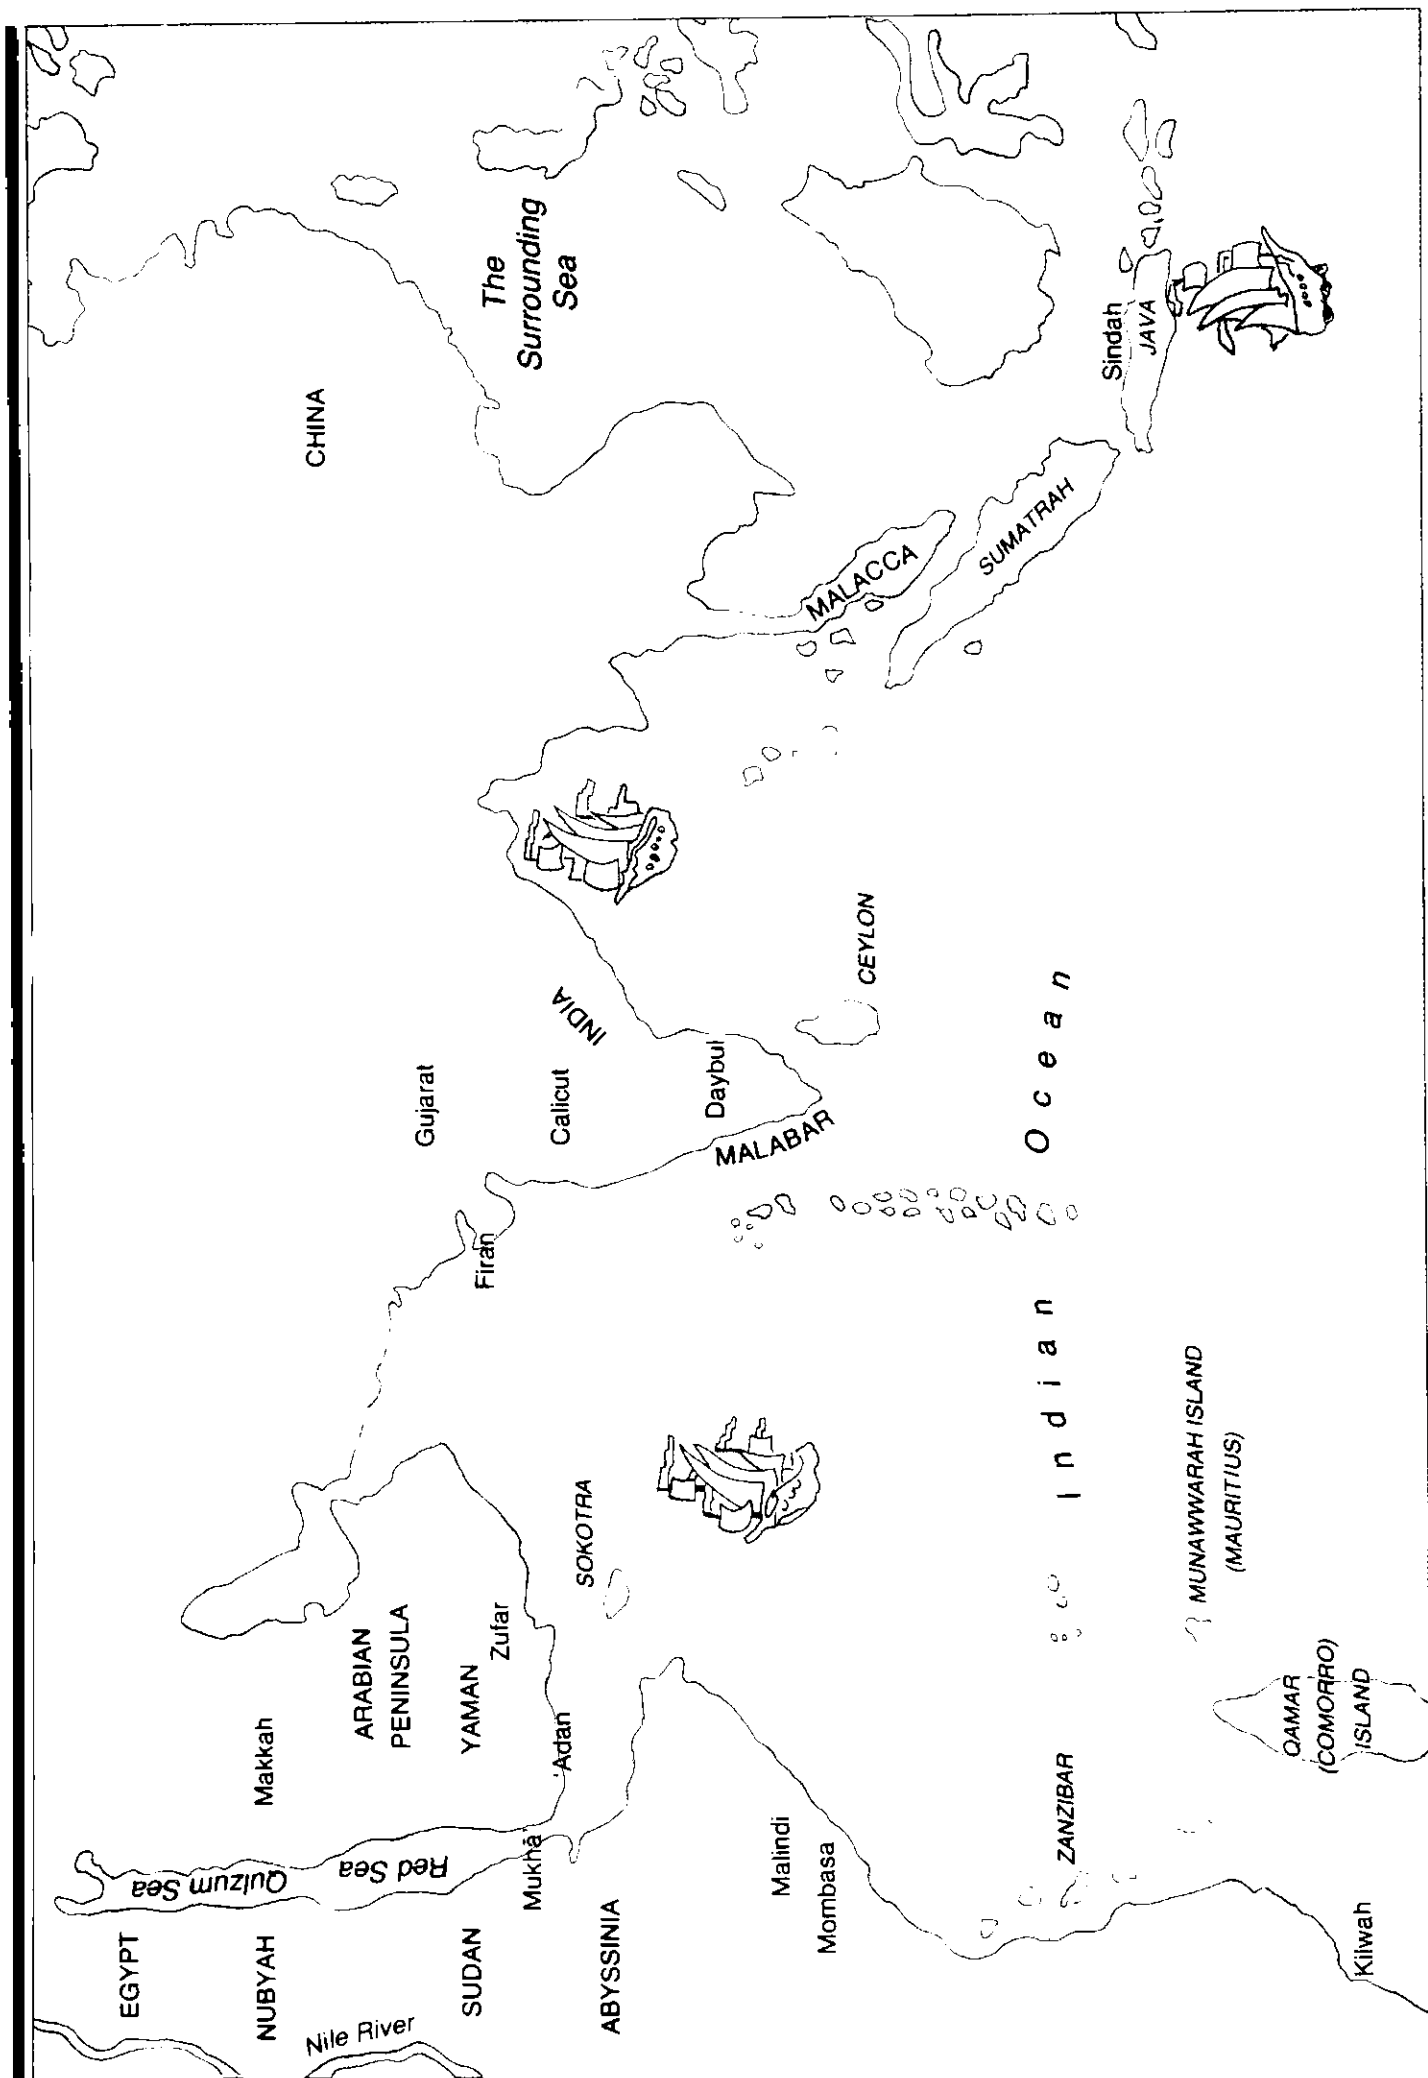 EGYPT
NUBYAH
Nile River
SUDAN
ABYSSINIA
Qulzum Sea
Red Sea
Makkah
ARABIAN
PENINSULA
YAMAN
Zufar
'Adan
Mukha'
SOKOTRA
Malindi
Mombasa
ZANZIBAR
Kilwah
QAMAR
(COMORRO)
ISLAND
MUNAWWARAH ISLAND
(MAURITIUS)
Indian Ocean
Firan
Gujarat
Calicut
INDIA
Daybul
MALABAR
CEYLON
CHINA
The
Surrounding
Sea
MALACCA
SUMATRAH
Sindah
JAVA